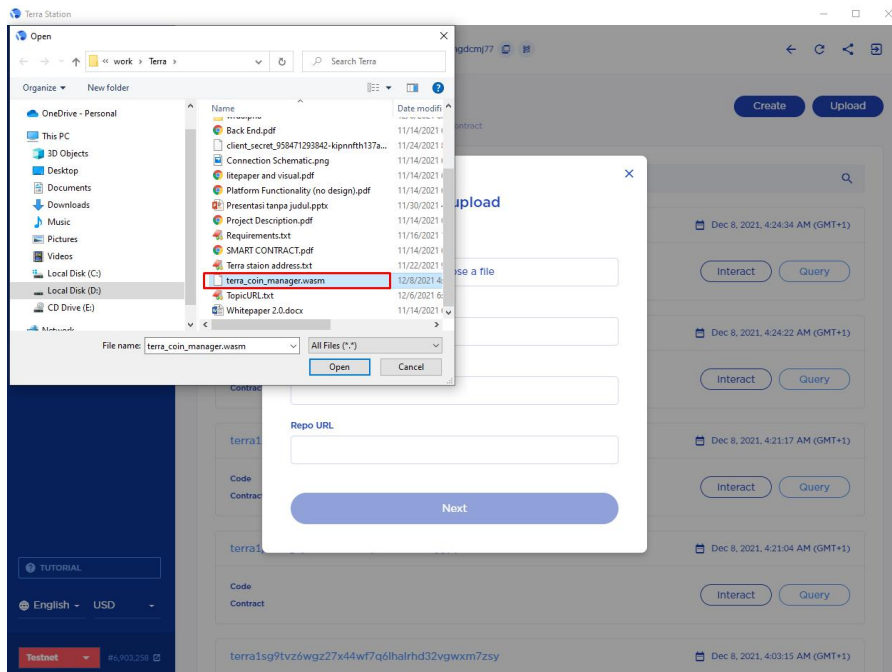 Terra Station
Open
« work › Terra ›
Search Terra
Organize
New folder
OneDrive - Personal
This PC
3D Objects
Desktop
Documents
Downloads
Music
Pictures
Videos
Local Disk (C:)
Local Disk (D:)
CD Drive (E:)
Network
Name
Date modifi
Back End.pdf
11/14/2021
client_secret_958471293842-kipnnfth137a...
11/24/2021
Connection Schematic.png
11/14/2021
litepaper and visual.pdf
11/14/2021
Platform Functionality (no design).pdf
11/14/2021
Presentasi tanpa judul.pptx
11/30/2021
Project Description.pdf
11/14/2021
Requirements.txt
11/16/2021
SMART CONTRACT.pdf
11/14/2021
Terra staion address.txt
11/22/2021
terra_coin_manager.wasm
12/8/2021 4:
TopicURL.txt
12/6/2021 6:
Whitepaper 2.0.docx
11/14/2021
File name:
terra_coin_manager.wasm
All Files (*.*)
Open
Cancel
gdcmj77
Create
Upload
ontract
upload
ose a file
Repo URL
Next
Dec 8, 2021, 4:24:34 AM (GMT+1)
Interact
Query
Dec 8, 2021, 4:24:22 AM (GMT+1)
Contrac
Interact
Query
terra1
Dec 8, 2021, 4:21:17 AM (GMT+1)
Code
Contrac
Interact
Query
terra1
Dec 8, 2021, 4:21:04 AM (GMT+1)
Code
Contract
Interact
Query
terra1sg9tvz6wgz27x44wf7q6lhalrhd32vgwxm7zsy
Dec 8, 2021, 4:03:15 AM (GMT+1)
TUTORIAL
English
USD
Testnet
#6,903,258